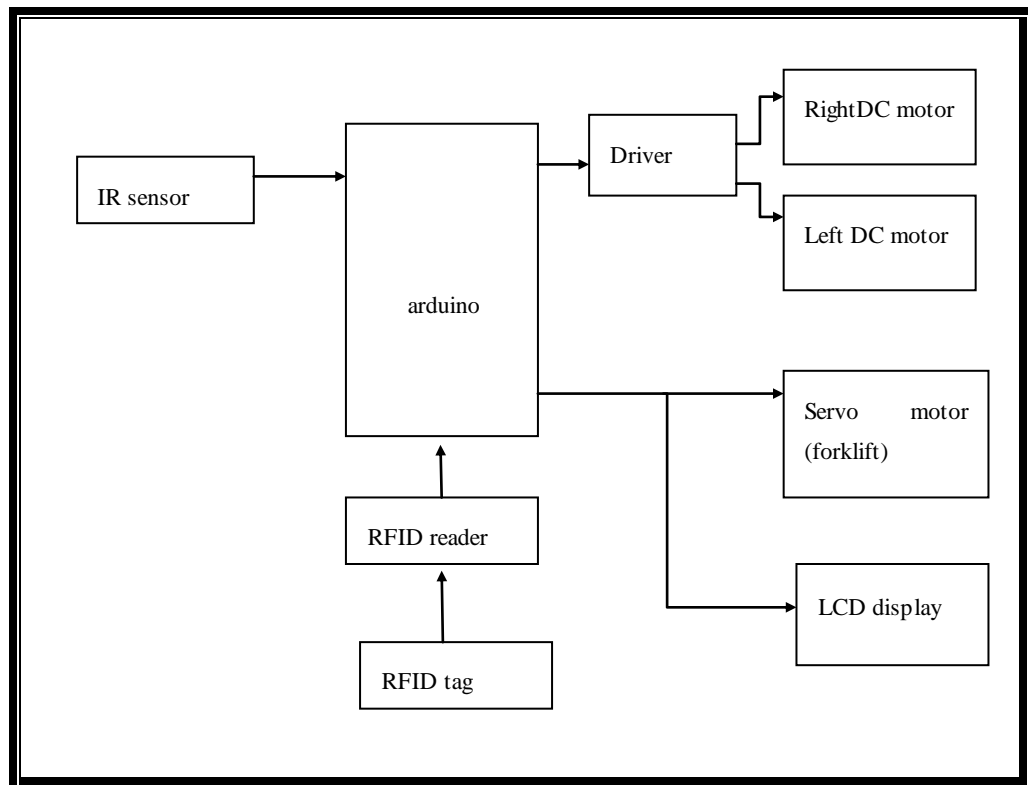 RightDC motor
Driver
IR sensor
Left DC motor
arduino
Servo motor
(forklift)
RFID reader
LCD display
RFID tag